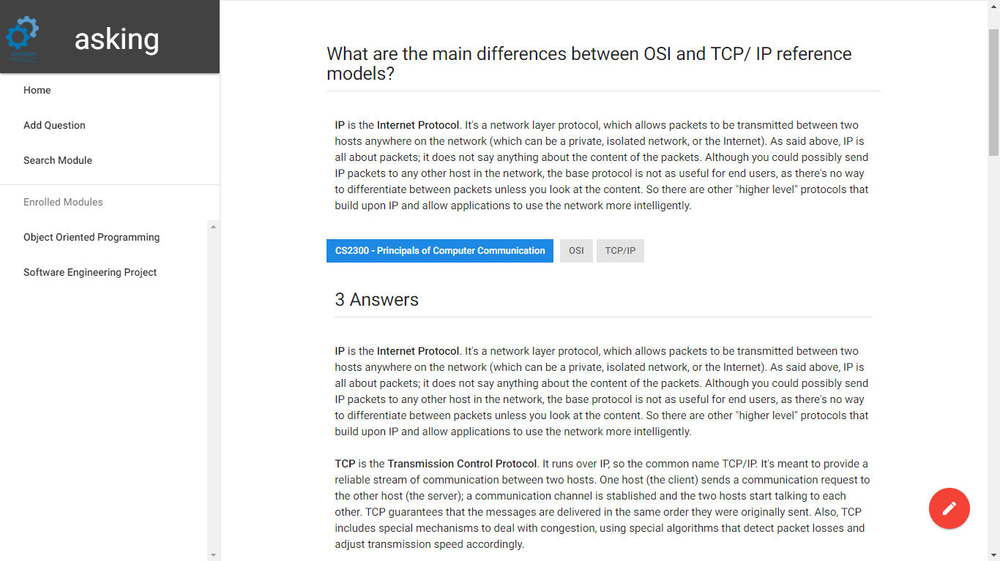 asking
Home
Add Question
Search Module
Enrolled Modules
Object Oriented Programming
Software Engineering Project
What are the main differences between OSI and TCP/ IP reference
models?
IP is the Internet Protocol. It's a network layer protocol, which allows packets to be transmitted between two
hosts anywhere on the network (which can be a private, isolated network, or the Internet). As said above, IP is
all about packets; it does not say anything about the content of the packets. Although you could possibly send
IP packets to any other host in the network, the base protocol is not as useful for end users, as there's no way
to differentiate between packets unless you look at the content. So there are other "higher level" protocols that
build upon IP and allow applications to use the network more intelligently.
CS2300 - Principals of Computer Communication OSI TCP/IP
3 Answers
IP is the Internet Protocol. It's a network layer protocol, which allows packets to be transmitted between two
hosts anywhere on the network (which can be a private, isolated network, or the Internet). As said above, IP is
all about packets; it does not say anything about the content of the packets. Although you could possibly send
IP packets to any other host in the network, the base protocol is not as useful for end users, as there's no way
to differentiate between packets unless you look at the content. So there are other "higher level" protocols that
build upon IP and allow applications to use the network more intelligently.
TCP is the Transmission Control Protocol. It runs over IP, so the common name TCP/IP. It's meant to provide a
reliable stream of communication between two hosts. One host (the client) sends a communication request to
the other host (the server); a communication channel is stablished and the two hosts start talking to each
other. TCP guarantees that the messages are delivered in the same order they were originally sent. Also, TCP
includes special mechanisms to deal with congestion, using special algorithms that detect packet losses and
adjust transmission speed accordingly.